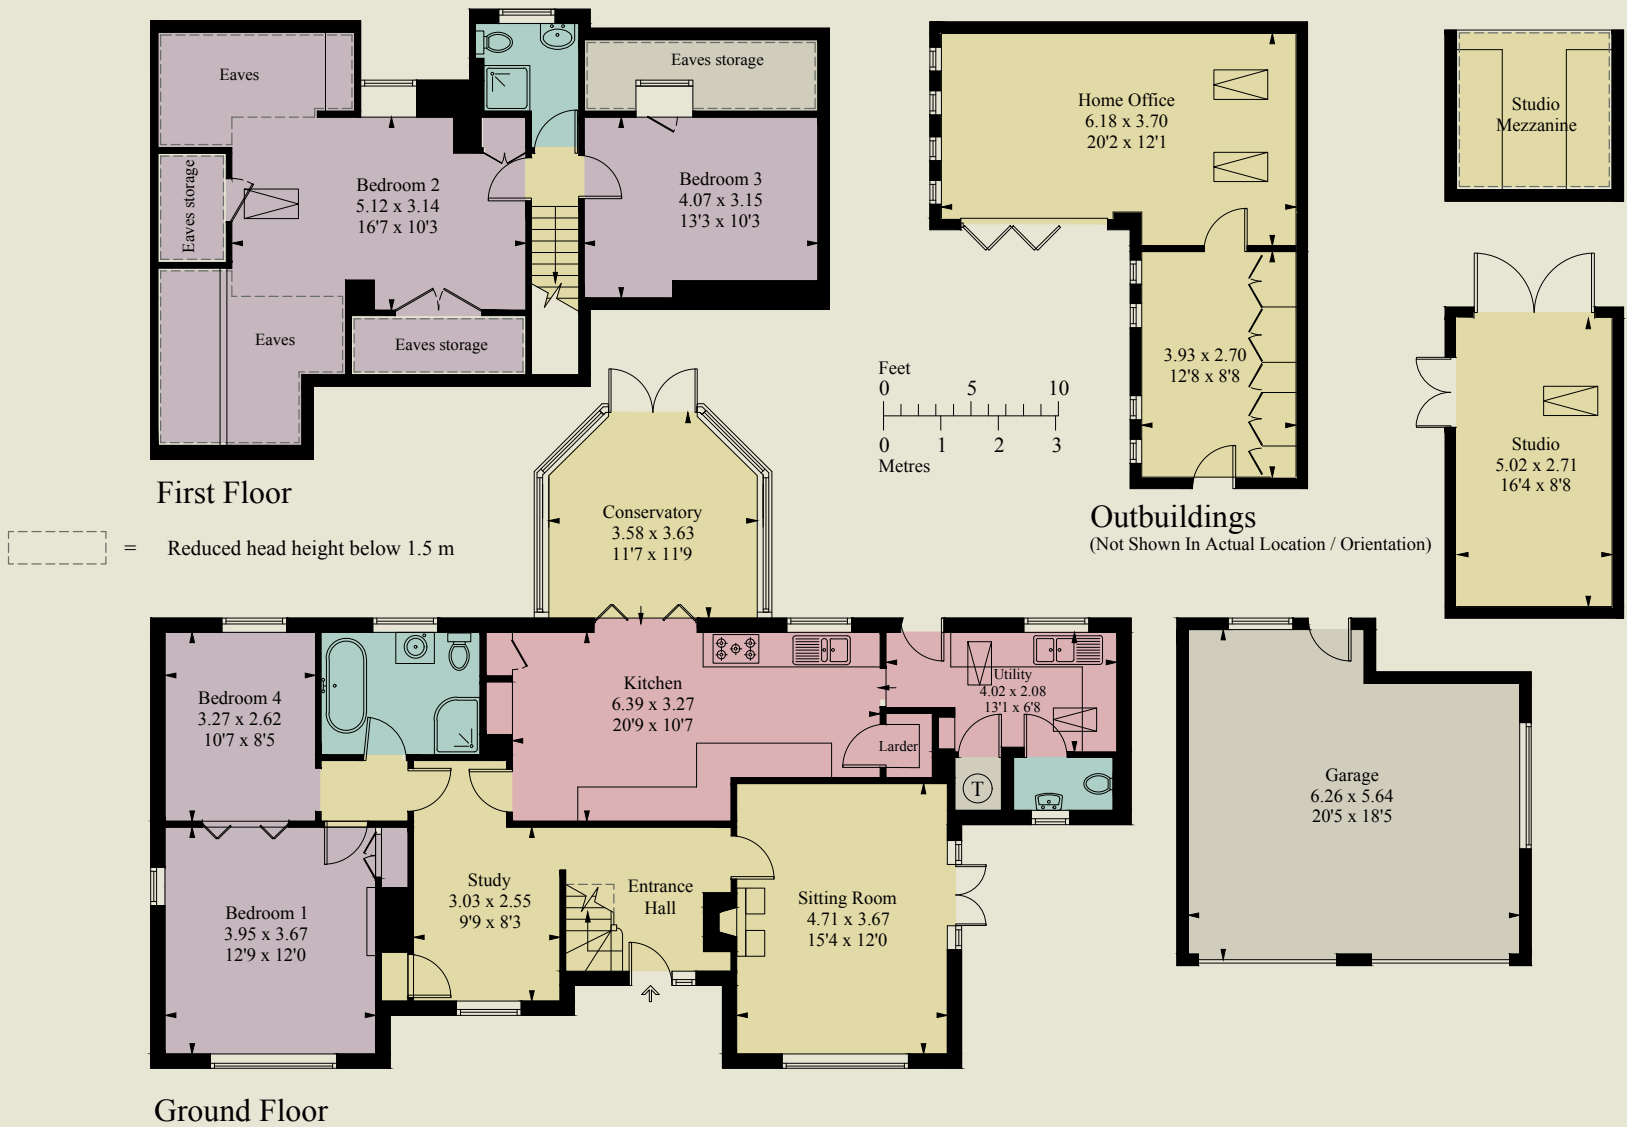 Eaves
Eaves storage
Eaves
Eaves storage
Bedroom 2
5.12 x 3.14
16'7 x 10'3
Eaves storage
Bedroom 3
4.07 x 3.15
13'3 x 10'3
First Floor
= Reduced head height below 1.5 m
Home Office
6.18 x 3.70
20'2 x 12'1
3.93 x 2.70
12'8 x 8'8
Feet
0 5 10
0 1 2 3
Metres
Outbuildings
(Not Shown In Actual Location / Orientation)
Studio
Mezzanine
Studio
5.02 x 2.71
16'4 x 8'8
Conservatory
3.58 x 3.63
11'7 x 11'9
Bedroom 4
3.27 x 2.62
10'7 x 8'5
Kitchen
6.39 x 3.27
20'9 x 10'7
Utility
4.02 x 2.08
13'1 x 6'8
Larder
T
Bedroom 1
3.95 x 3.67
12'9 x 12'0
Study
3.03 x 2.55
9'9 x 8'3
Entrance
Hall
Sitting Room
4.71 x 3.67
15'4 x 12'0
Garage
6.26 x 5.64
20'5 x 18'5
Ground Floor